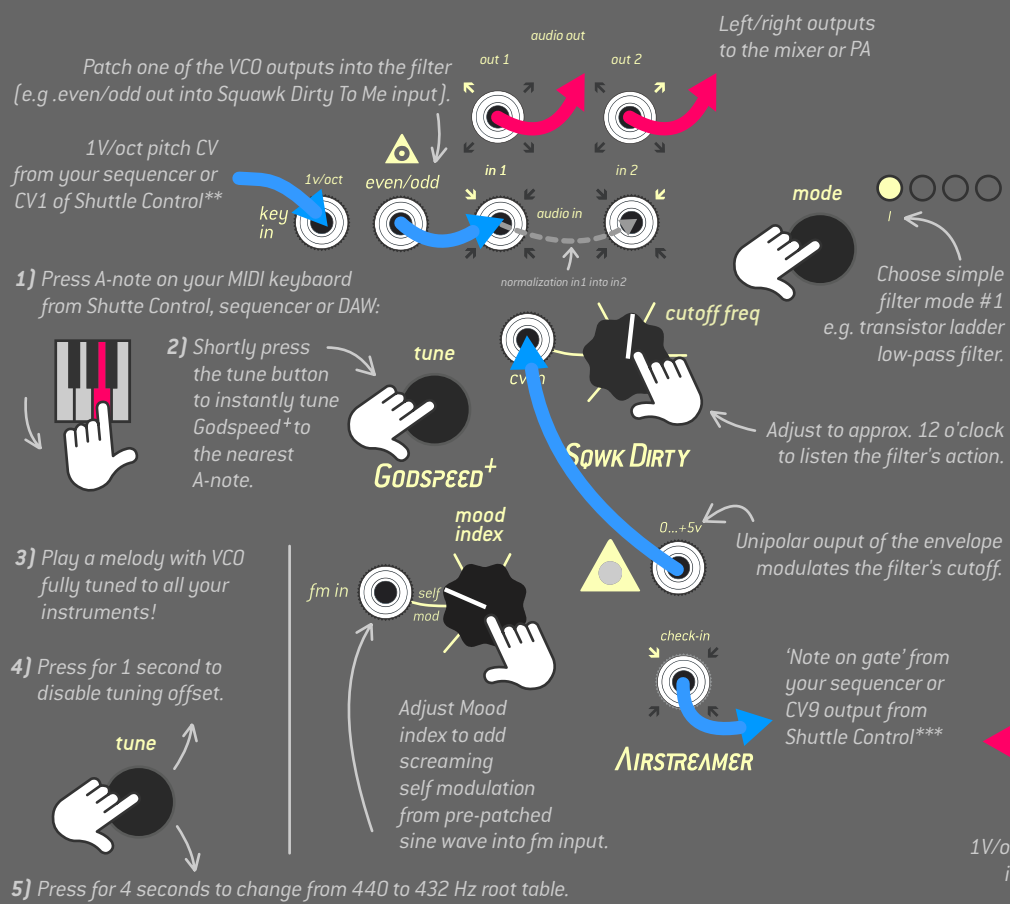 audio out
out 1
out 2
Left/right outputs
to the mixer or PA
Patch one of the VCO outputs into the filter
(e.g .even/odd out into Squawk Dirty To Me input).
1V/oct pitch CV
from your sequencer or
CV1 of Shuttle Control**
1v/oct
key
in
even/odd
in 1
in 2
audio in
normalization in1 into in2
mode
1
Choose simple
filter mode #1
e.g. transistor ladder
low-pass filter.
1) Press A-note on your MIDI keybaord
from Shutte Control, sequencer or DAW:
2) Shortly press
the tune button
to instantly tune
Godspeed+ to
the nearest
A-note.
tune
GODSPEED+
cutoff freq
cv in
Adjust to approx. 12 o'clock
to listen the filter's action.
SQWK DIRTY
0...+5v
Unipolar ouput of the envelope
modulates the filter's cutoff.
3) Play a melody with VCO
fully tuned to all your
instruments!
4) Press for 1 second to
disable tuning offset.
tune
mood
index
fm in
self
mod
Adjust Mood
index to add
screaming
self modulation
from pre-patched
sine wave into fm input.
check-in
'Note on gate' from
your sequencer or
CV9 output from
Shuttle Control***
AIRSTREAMER
1V/o
i
5) Press for 4 seconds to change from 440 to 432 Hz root table.